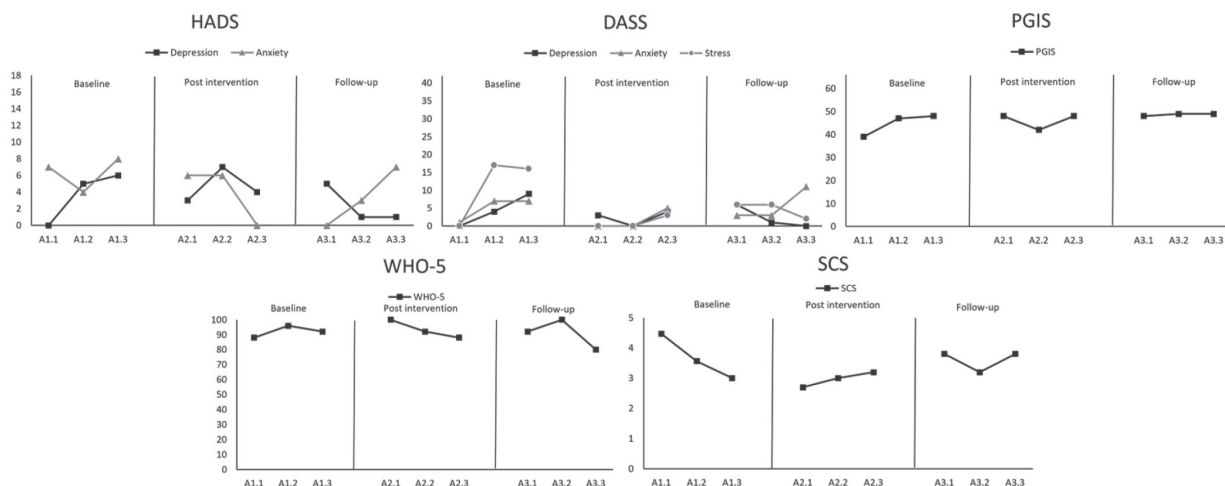 HADS
Depression Anxiety
Baseline Post intervention Follow-up
18
16
14
12
10
8
6
4
2
0
A1.1 A1.2 A1.3 A2.1 A2.2 A2.3 A3.1 A3.2 A3.3
DASS
Depression Anxiety Stress
Baseline Post intervention Follow-up
40
35
30
25
20
15
10
5
0
A1.1 A1.2 A1.3 A2.1 A2.2 A2.3 A3.1 A3.2 A3.3
PGIS
PGIS
Baseline Post intervention Follow-up
60
50
40
30
20
10
0
A1.1 A1.2 A1.3 A2.1 A2.2 A2.3 A3.1 A3.2 A3.3
WHO-5
WHO-5
Baseline Post intervention Follow-up
100
90
80
70
60
50
40
30
20
10
0
A1.1 A1.2 A1.3 A2.1 A2.2 A2.3 A3.1 A3.2 A3.3
SCS
SCS
Baseline Post intervention Follow-up
5
4
3
2
1
0
A1.1 A1.2 A1.3 A2.1 A2.2 A2.3 A3.1 A3.2 A3.3